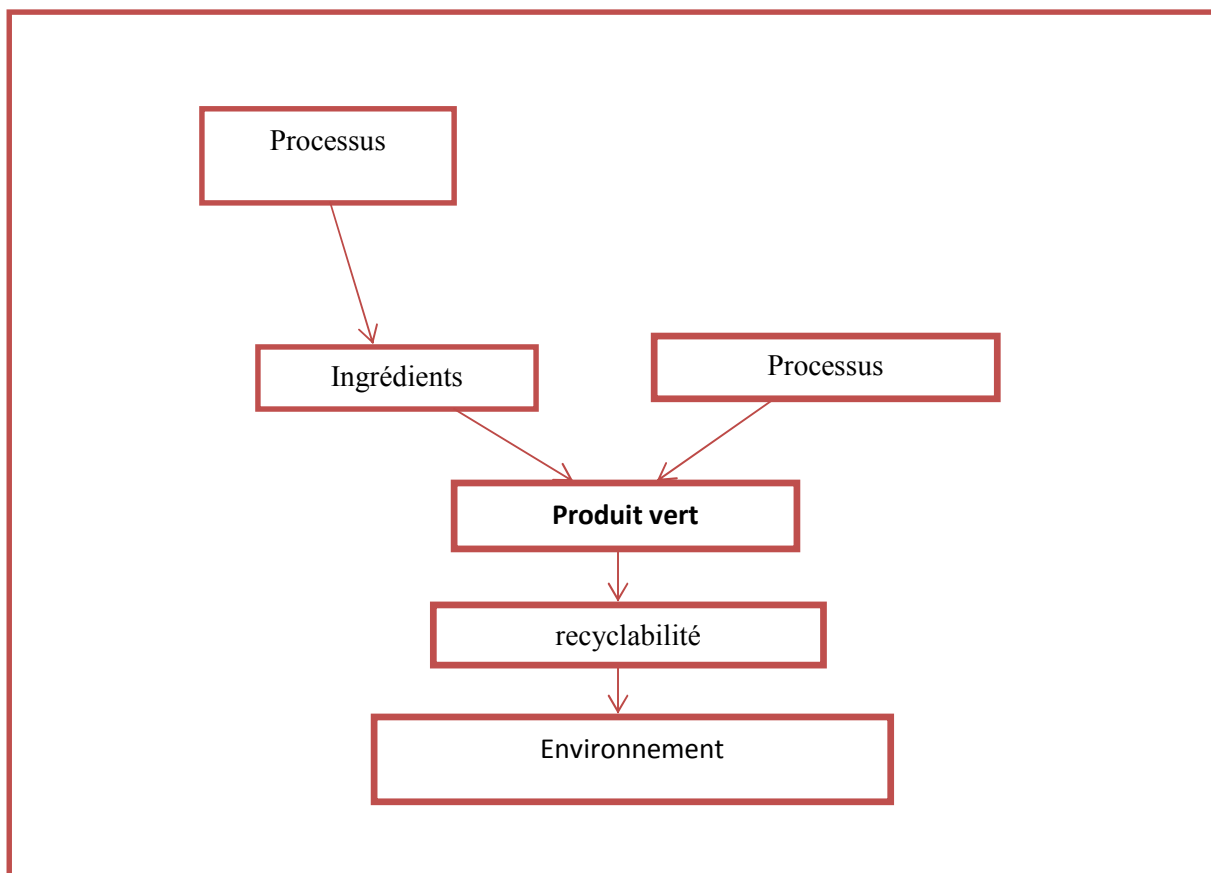 Processus
Ingrédients
Processus
Produit vert
recyclabilité
Environnement